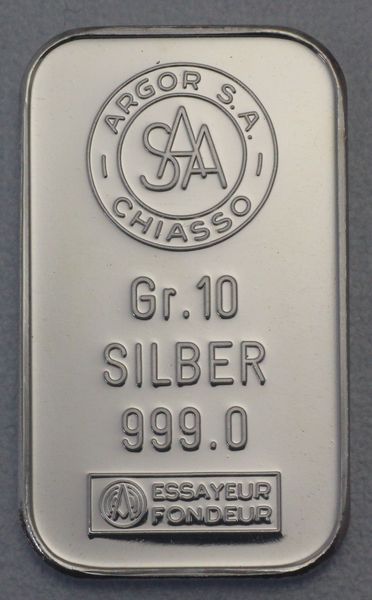 ARGOR S.A.
CHIASSO
SAA
Gr.10
SILBER
999.0
ESSAYEUR
FONDEUR